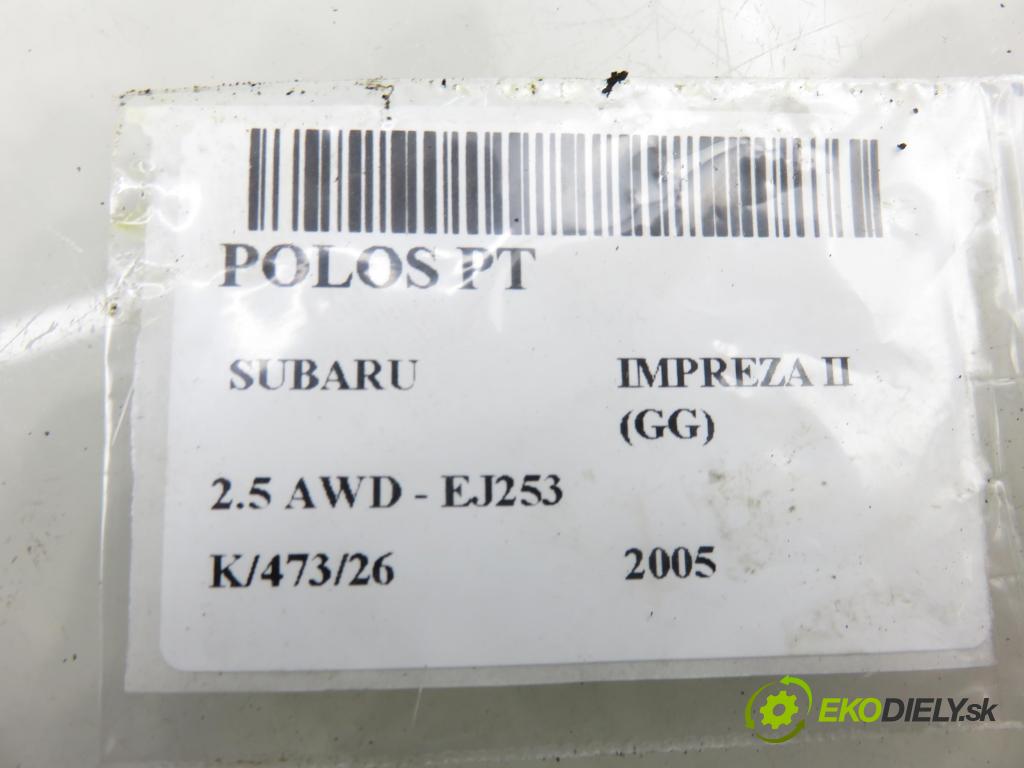 POLOS PT
SUBARU IMPREZA II
(GG)
2.5 AWD - EJ253
K/473/26 2005
EKODIELY.sk